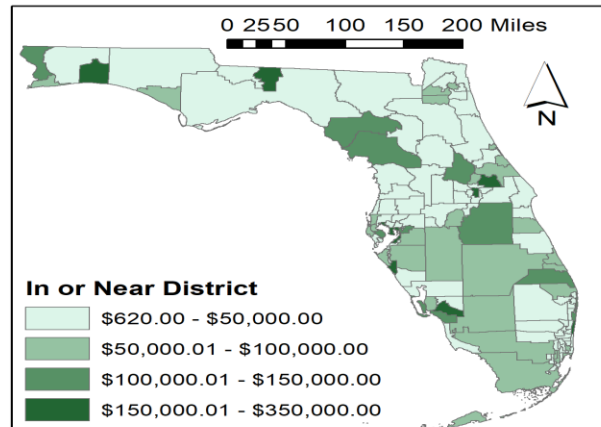 0 25 50 100 150 200 Miles
N
In or Near District
$620.00 - $50,000.00
$50,000.01 - $100,000.00
$100,000.01 - $150,000.00
$150,000.01 - $350,000.00